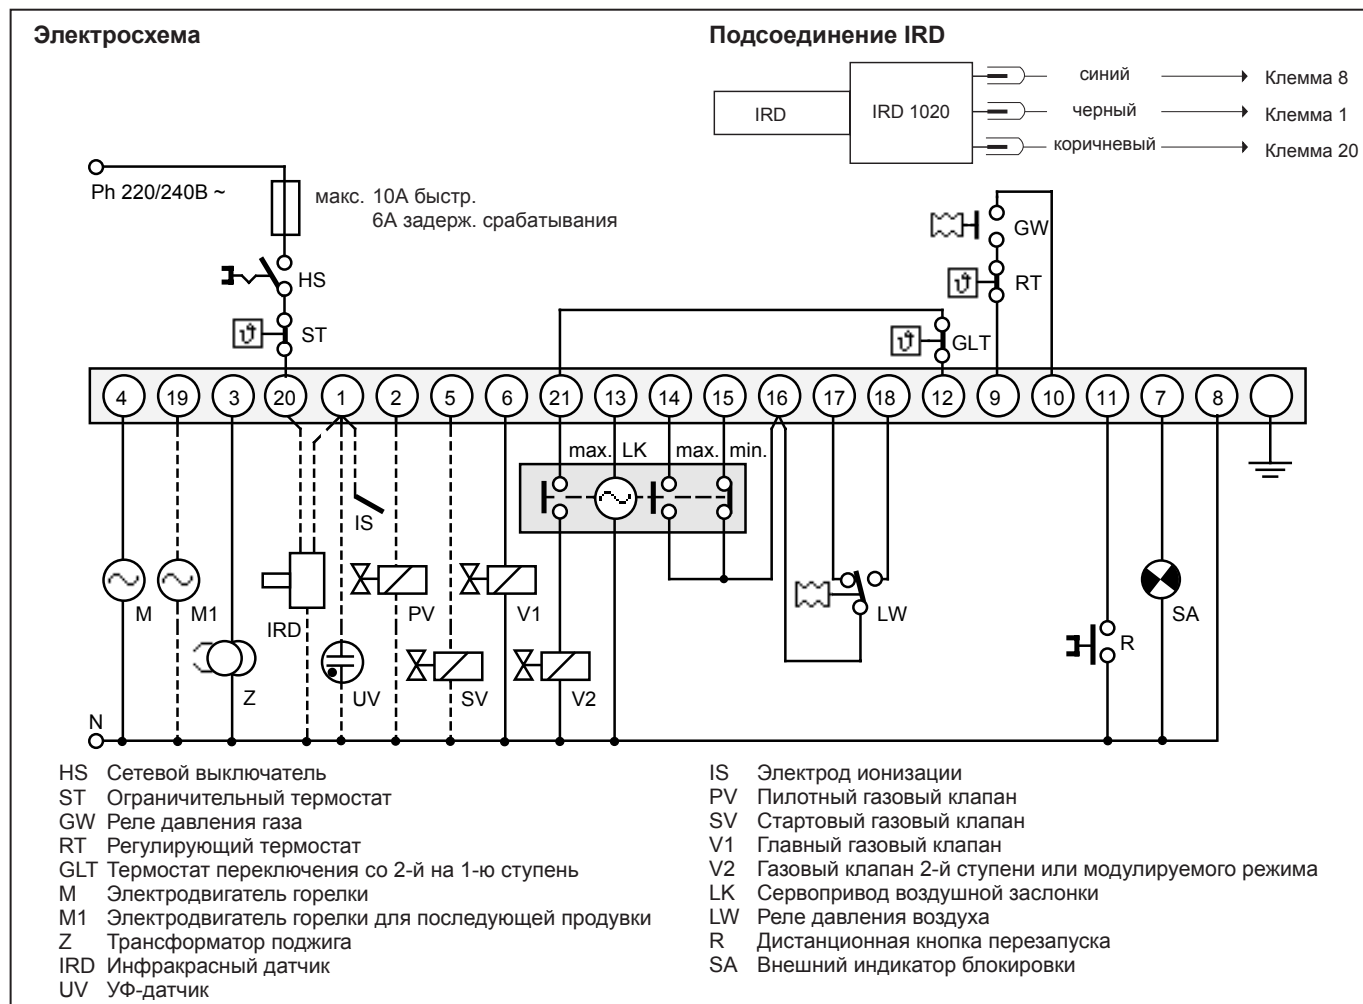 Электросхема
Подсоединение IRD
IRD
IRD 1020
синий
Клемма 8
черный
Клемма 1
коричневый
Клемма 20
Ph 220/240В ~
макс. 10А быстр.
6А задерж. срабатывания
HS
ST
GW
RT
GLT
4 19 3 20 1 2 5 6 21 13 14 15 16 17 18 12 9 10 11 7 8
max. LK max. min.
IS
M
M1
Z
IRD
UV
PV
SV
V1
V2
LW
R
SA
N
HS Сетевой выключатель
ST Ограничительный термостат
GW Реле давления газа
RT Регулирующий термостат
GLT Термостат переключения со 2-й на 1-ю ступень
M Электродвигатель горелки
M1 Электродвигатель горелки для последующей продувки
Z Трансформатор поджига
IRD Инфракрасный датчик
UV УФ-датчик
IS Электрод ионизации
PV Пилотный газовый клапан
SV Стартовый газовый клапан
V1 Главный газовый клапан
V2 Газовый клапан 2-й ступени или модулируемого режима
LK Сервопривод воздушной заслонки
LW Реле давления воздуха
R Дистанционная кнопка перезапуска
SA Внешний индикатор блокировки